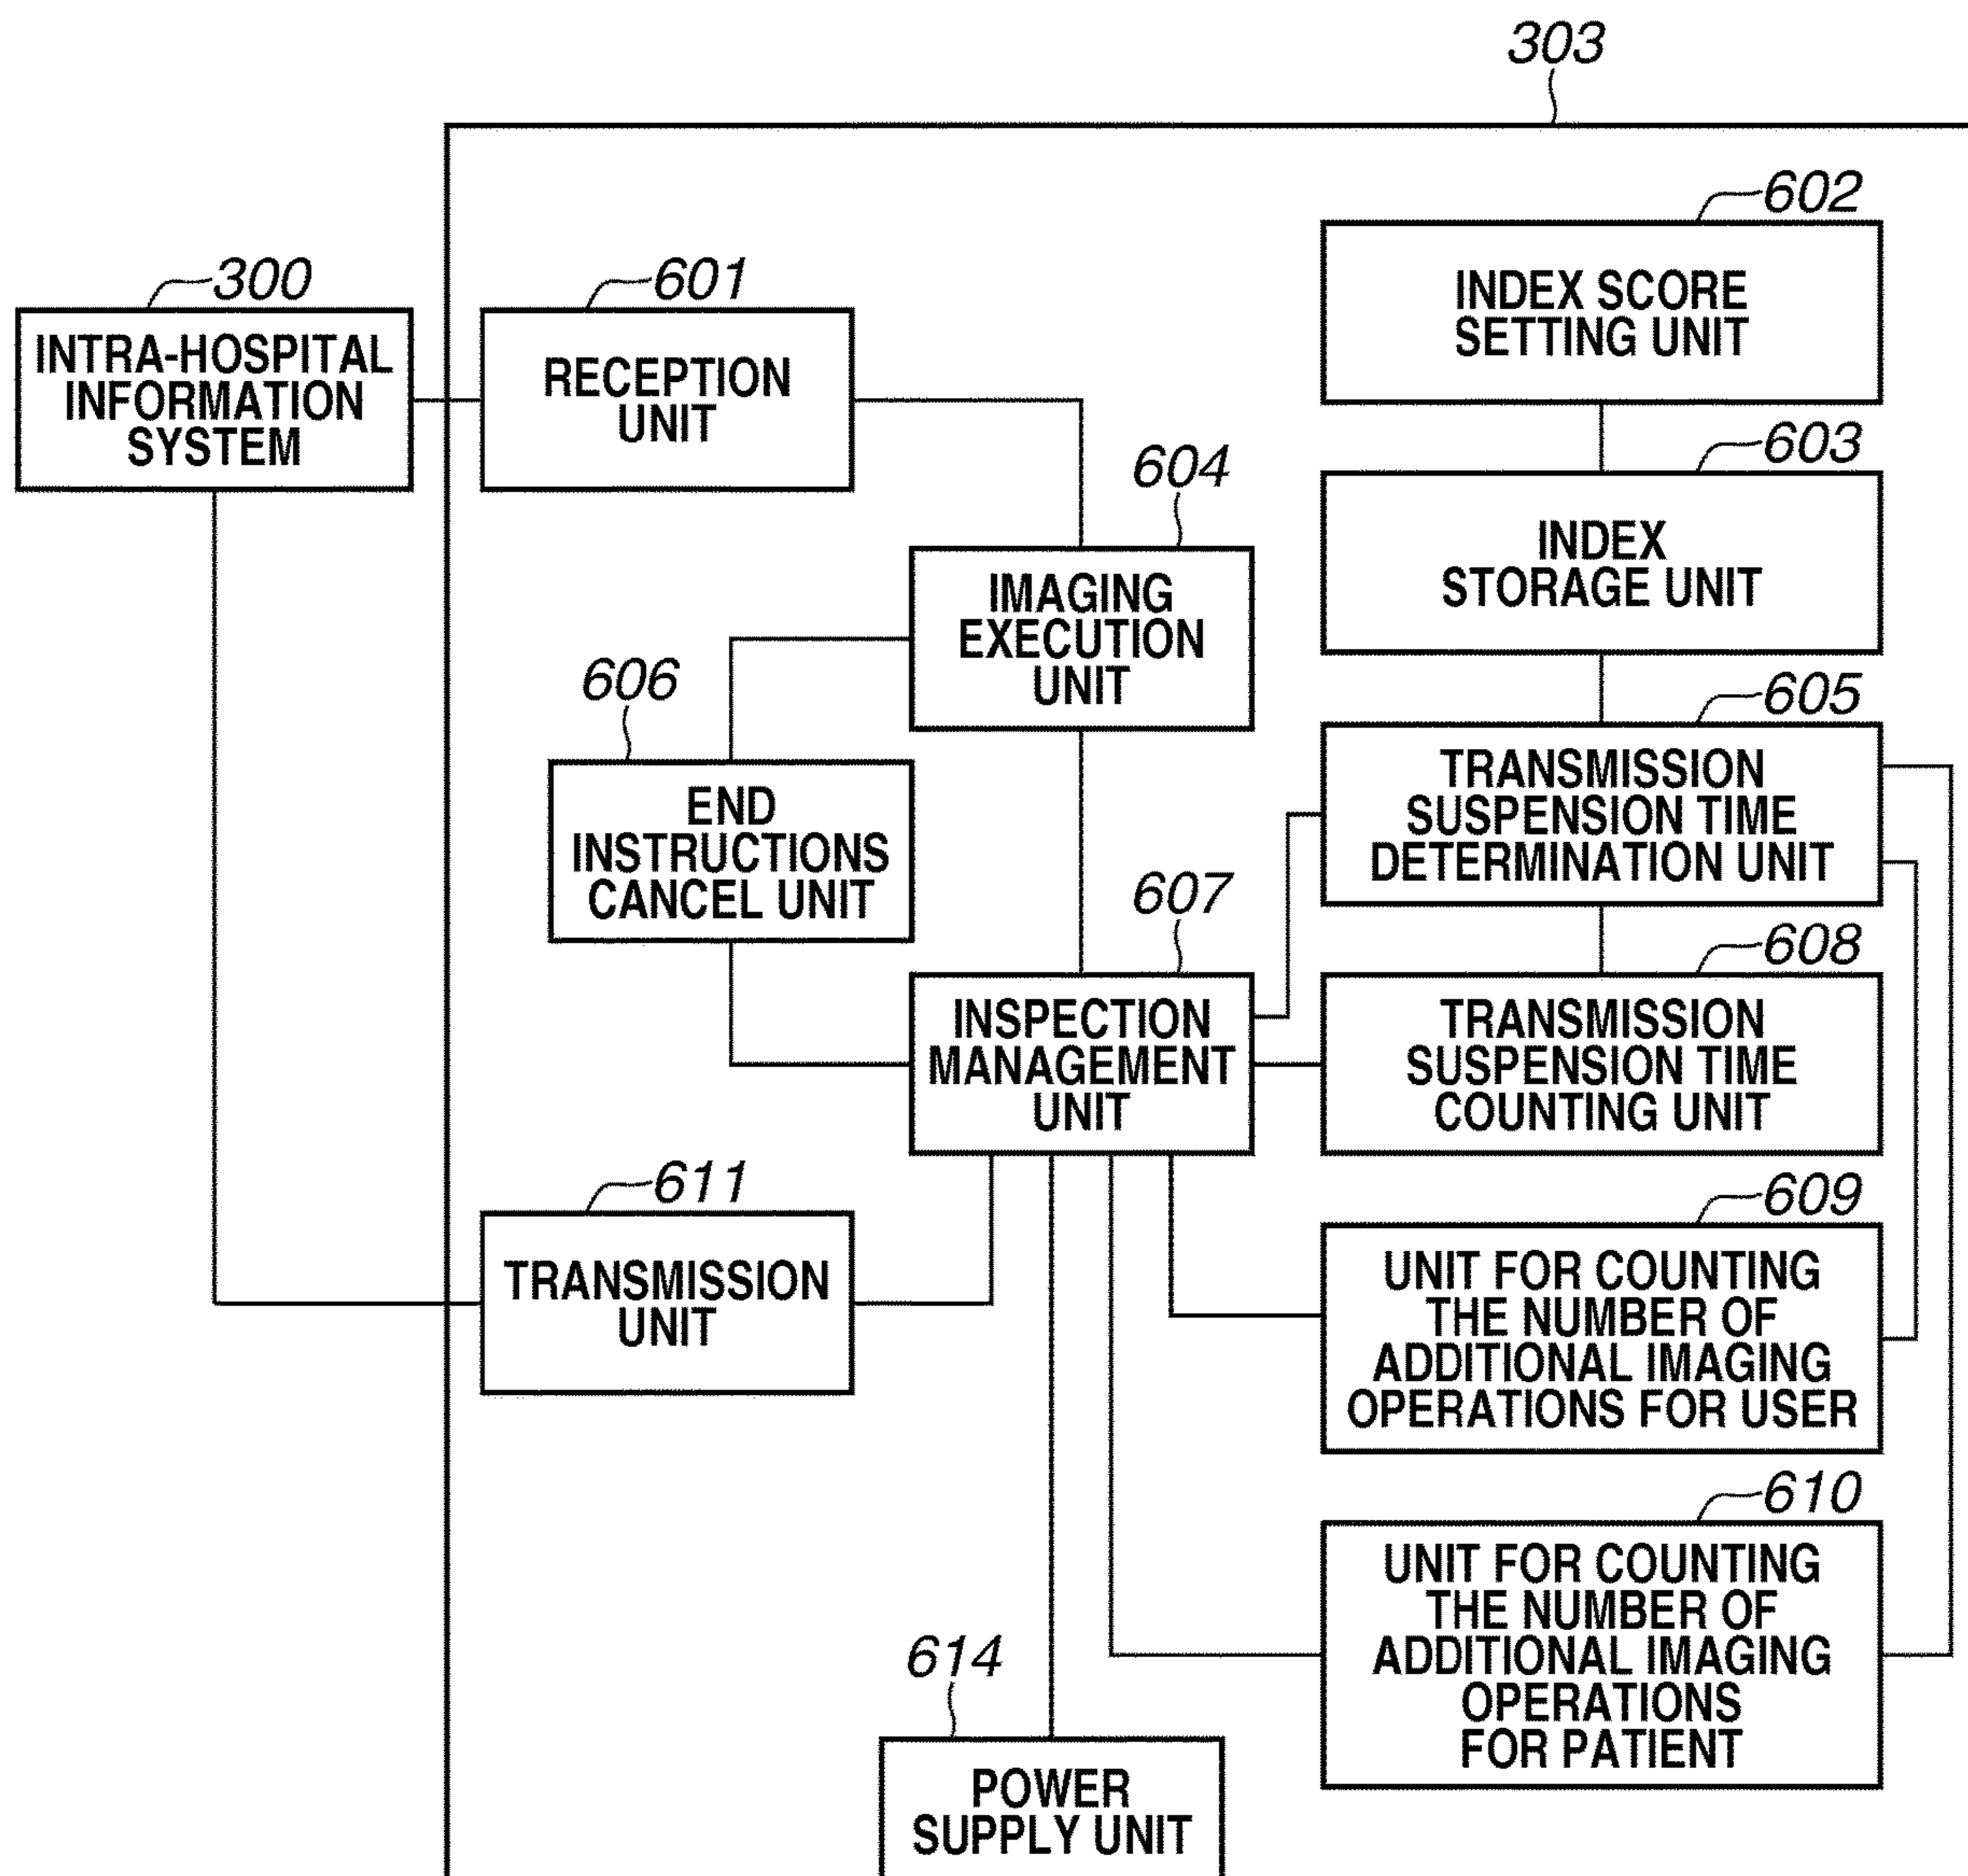 303
602
INDEX SCORE
SETTING UNIT
300
INTRA-HOSPITAL
INFORMATION
SYSTEM
601
RECEPTION
UNIT
603
INDEX
STORAGE UNIT
604
IMAGING
EXECUTION
UNIT
606
END
INSTRUCTIONS
CANCEL UNIT
605
TRANSMISSION
SUSPENSION TIME
DETERMINATION UNIT
607
INSPECTION
MANAGEMENT
UNIT
608
TRANSMISSION
SUSPENSION TIME
COUNTING UNIT
611
TRANSMISSION
UNIT
609
UNIT FOR COUNTING
THE NUMBER OF
ADDITIONAL IMAGING
OPERATIONS FOR USER
610
UNIT FOR COUNTING
THE NUMBER OF
ADDITIONAL IMAGING
OPERATIONS
FOR PATIENT
614
POWER
SUPPLY UNIT